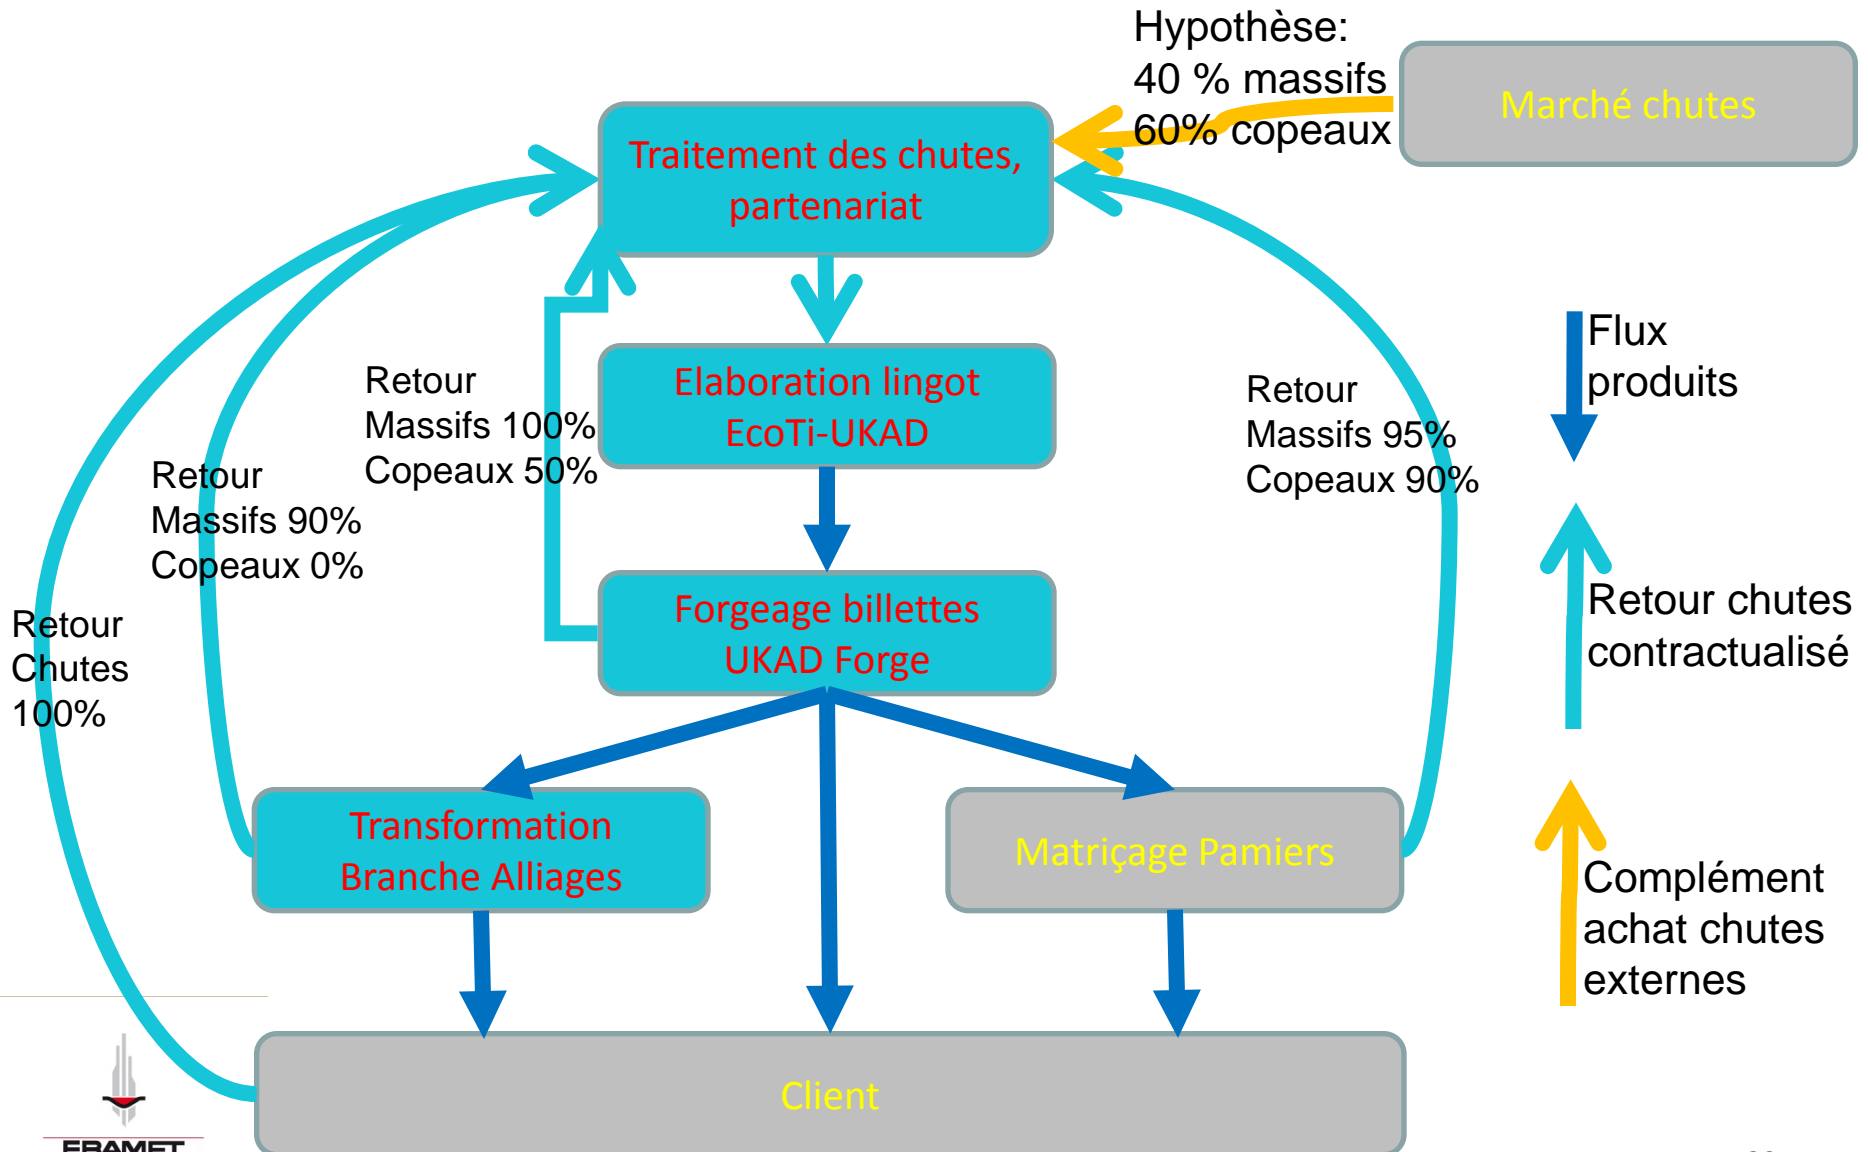 Hypothèse:
40 % massifs
60% copeaux
Marché chutes
Traitement des chutes,
partenariat
Flux
produits
Retour
Massifs 100%
Copeaux 50%
Elaboration lingot
EcoTi-UKAD
Retour
Massifs 95%
Copeaux 90%
Retour
Massifs 90%
Copeaux 0%
Retour
Chutes
100%
Forgeage billettes
UKAD Forge
Retour chutes
contractualisé
Transformation
Branche Alliages
Matriçage Pamiers
Complément
achat chutes
externes
Client
ERAMET